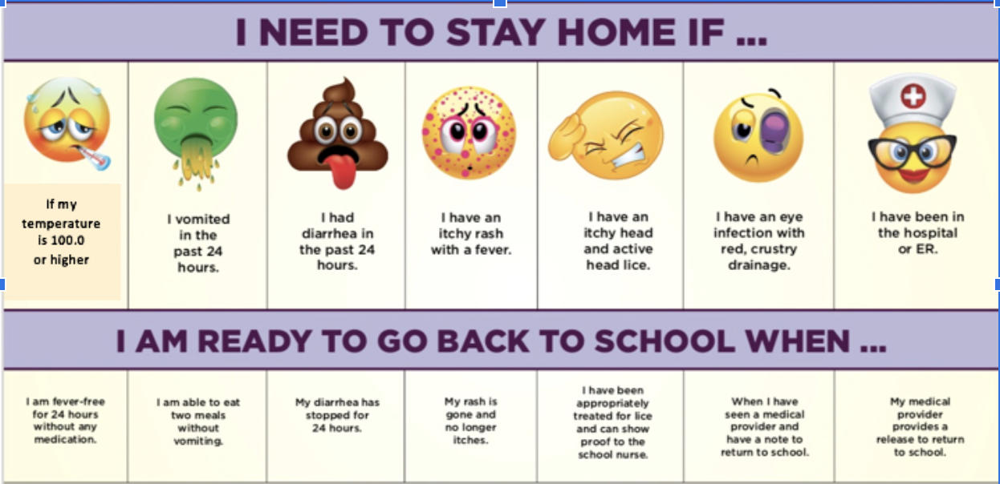 I NEED TO STAY HOME IF ...
If my
temperature
is 100.0
or higher
I vomited
in the
past 24
hours.
I had
diarrhea in
the past 24
hours.
I have an
itchy rash
with a fever.
I have an
itchy head
and active
head lice.
I have an eye
infection with
red, crustry
drainage.
I have been in
the hospital
or ER.
I AM READY TO GO BACK TO SCHOOL WHEN ...
I am fever-free
for 24 hours
without any
medication.
I am able to eat
two meals
without
vomiting.
My diarrhea has
stopped for
24 hours.
My rash is
gone and
no longer
itches.
I have been
appropriately
treated for lice
and can show
proof to the
school nurse.
When I have
seen a medical
provider and
have a note to
return to school.
My medical
provider
provides a
release to return
to school.